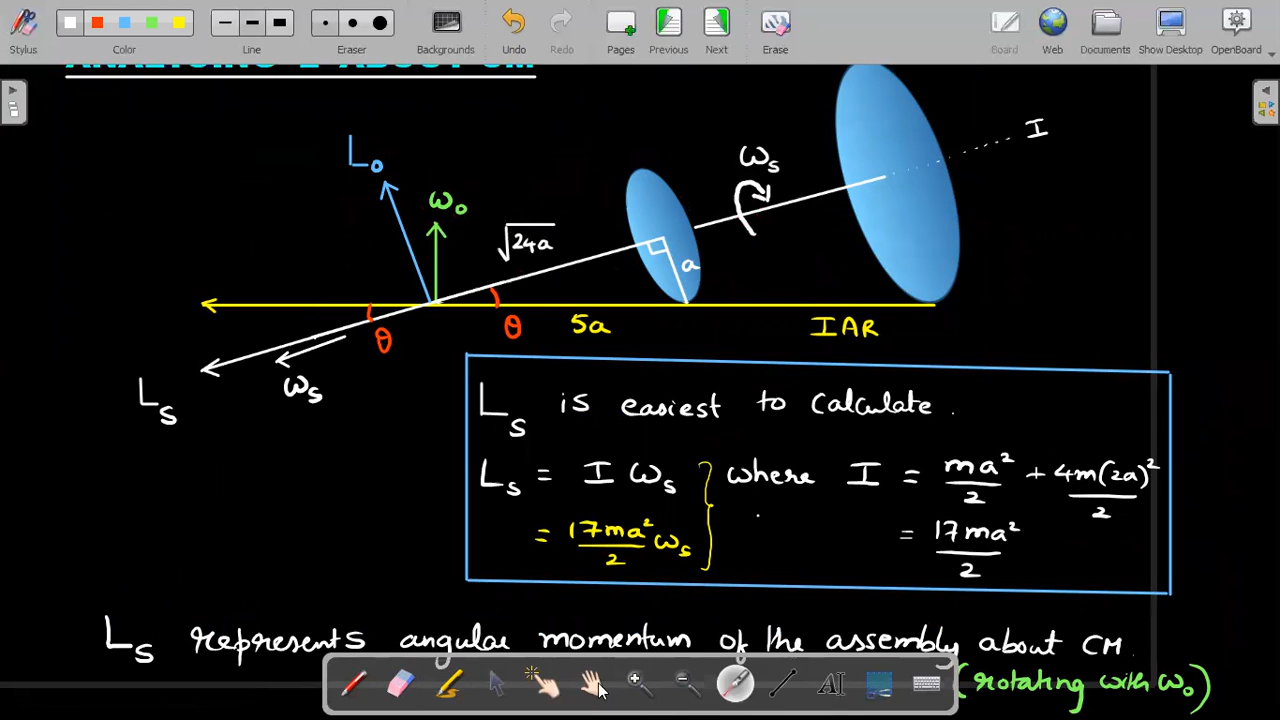 Stylus Color Line Eraser Backgrounds Undo Redo Pages Previous Next Erase Board Web Documents Show Desktop OpenBoard
L₀
ω₀
√24a
ωₛ
I
a
θ
θ
5a
IAR
Lₛ
ωₛ
Lₛ is easiest to calculate.
Lₛ = I ωₛ } where I = ma²/2 + 4m(2a)²/2
= 17ma²/2 ωₛ = 17ma²/2
Lₛ represents angular momentum of the assembly about CM
(rotating with ω₀)
AI